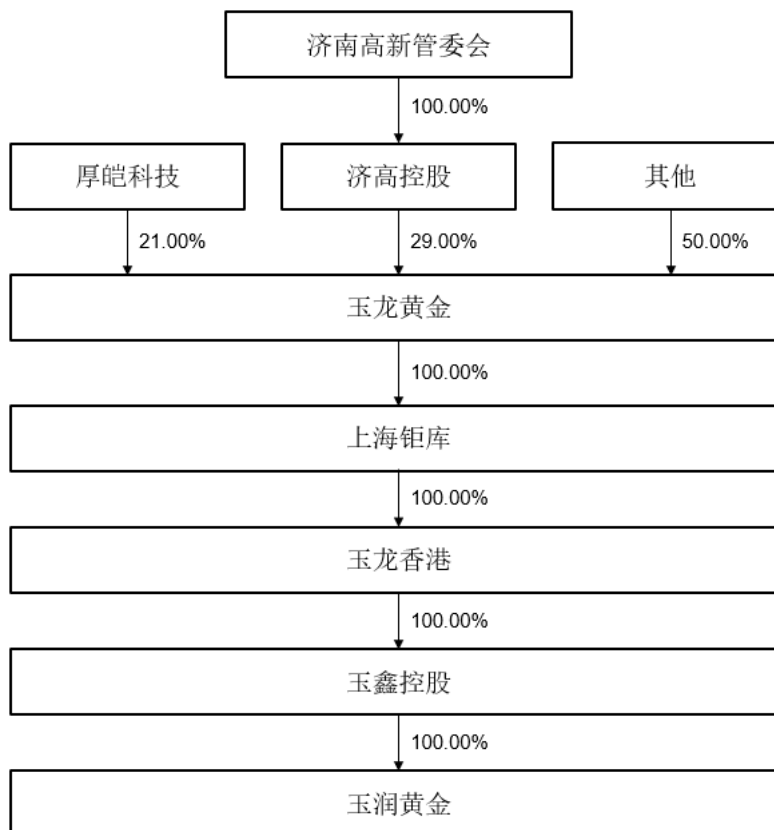 济南高新管委会
100.00%
厚皑科技
济高控股
其他
21.00%
29.00%
50.00%
玉龙黄金
100.00%
上海钜库
100.00%
玉龙香港
100.00%
玉鑫控股
100.00%
玉润黄金